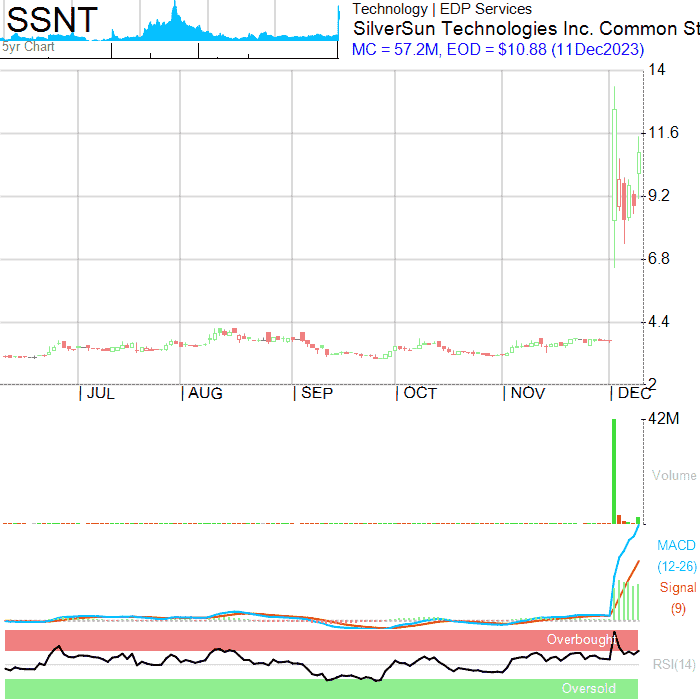 SSNT
5yr Chart
Technology | EDP Services
SilverSun Technologies Inc. Common St
MC = 57.2M, EOD = $10.88 (11Dec2023)
14
11.6
9.2
6.8
4.4
2
JUL
AUG
SEP
OCT
NOV
DEC
42M
Volume
MACD
(12-26)
Signal
(9)
Overbought
RSI(14)
Oversold